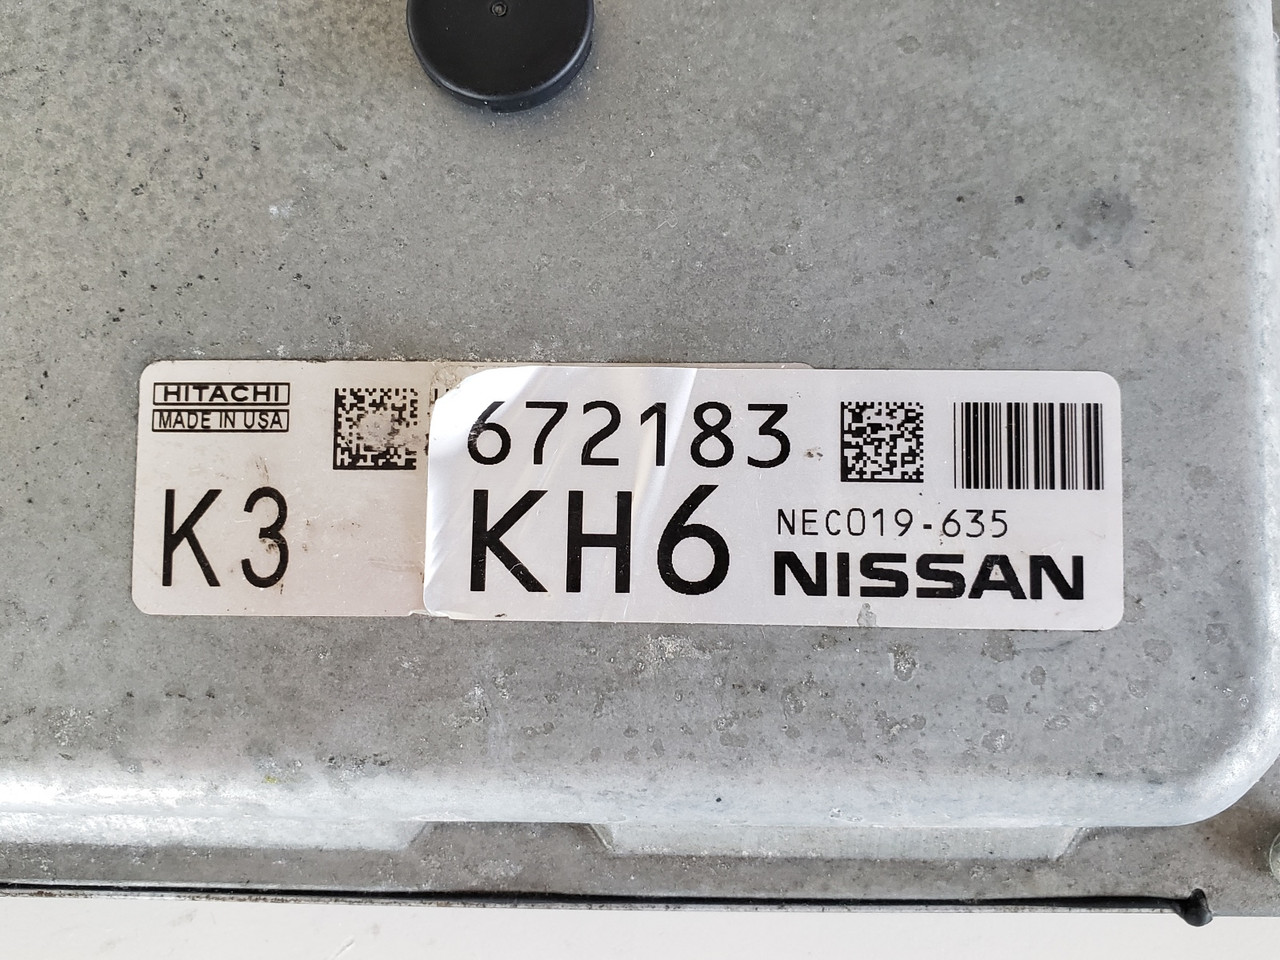 HITACHI
MADE IN USA
K3
672183
KH6
NEC019-635
NISSAN